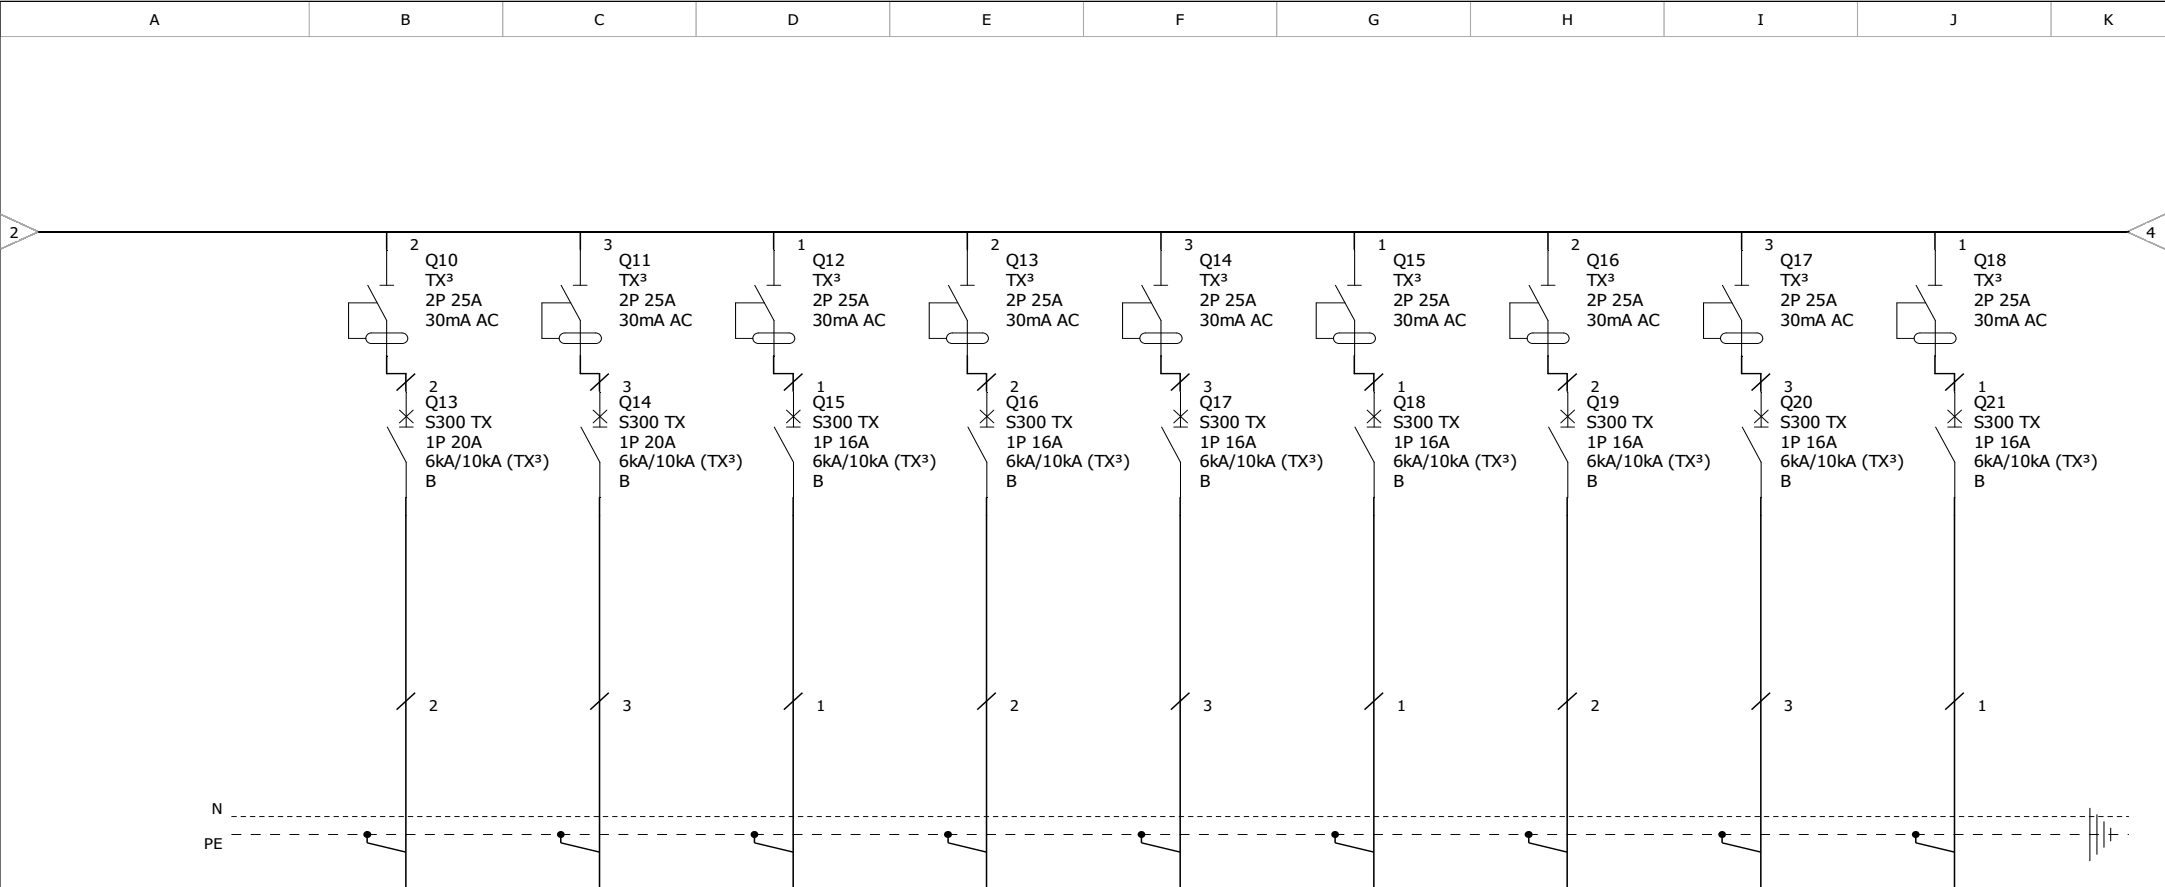 A B C D E F G H I J K
2 4
2 3 1 2 3 1 2 3 1
Q10 Q11 Q12 Q13 Q14 Q15 Q16 Q17 Q18
TX³ TX³ TX³ TX³ TX³ TX³ TX³ TX³ TX³
2P 25A 2P 25A 2P 25A 2P 25A 2P 25A 2P 25A 2P 25A 2P 25A 2P 25A
30mA AC 30mA AC 30mA AC 30mA AC 30mA AC 30mA AC 30mA AC 30mA AC 30mA AC
2 3 1 2 3 1 2 3 1
Q13 Q14 Q15 Q16 Q17 Q18 Q19 Q20 Q21
S300 TX S300 TX S300 TX S300 TX S300 TX S300 TX S300 TX S300 TX S300 TX
1P 20A 1P 20A 1P 16A 1P 16A 1P 16A 1P 16A 1P 16A 1P 16A 1P 16A
6kA/10kA (TX³) 6kA/10kA (TX³) 6kA/10kA (TX³) 6kA/10kA (TX³) 6kA/10kA (TX³) 6kA/10kA (TX³) 6kA/10kA (TX³) 6kA/10kA (TX³) 6kA/10kA (TX³)
B B B B B B B B B
2 3 1 2 3 1 2 3 1
N
PE